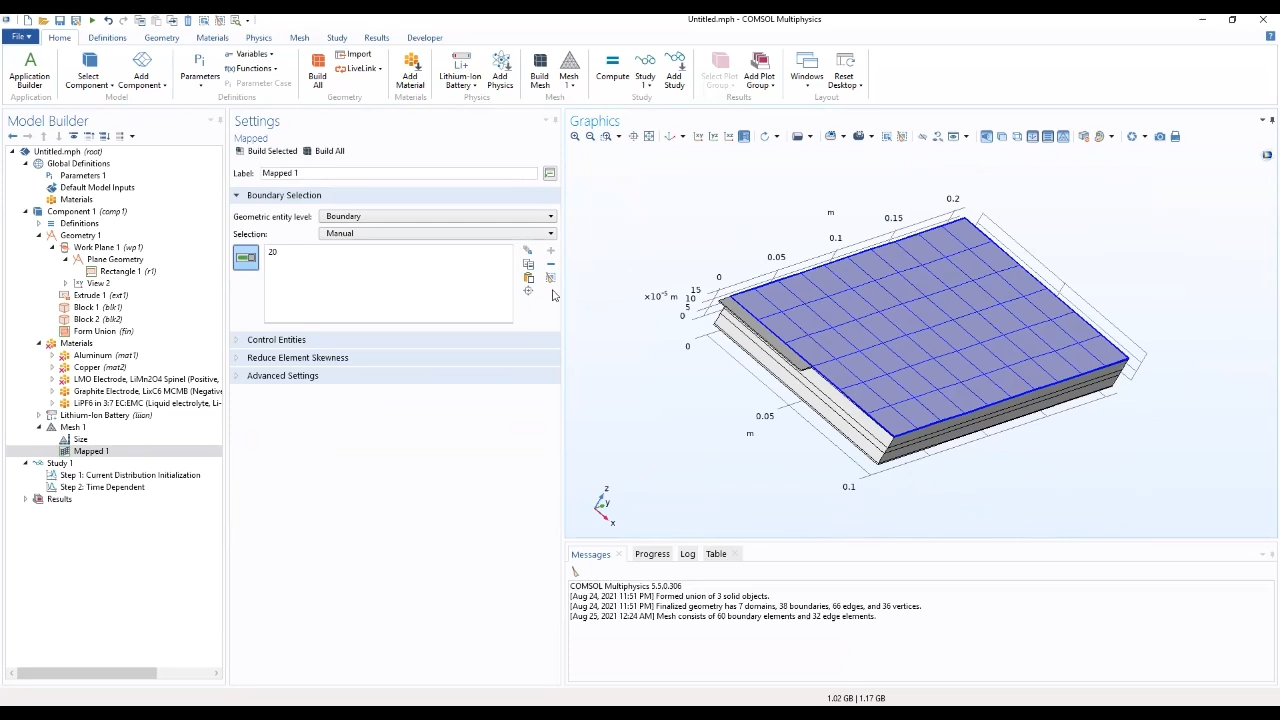 Untitled.mph - COMSOL Multiphysics
File
Home
Definitions
Geometry
Materials
Physics
Mesh
Study
Results
Developer
Application Builder
Application
Select Component
Add Component
Model
Parameters
a= Variables
f(x) Functions
Pi Parameter Case
Definitions
Build All
Import
LiveLink
Geometry
Add Material
Materials
Lithium-Ion Battery
Add Physics
Physics
Build Mesh
Mesh 1
Mesh
Compute
Study 1
Add Study
Study
Select Plot Group
Add Plot Group
Results
Windows
Reset Desktop
Layout
Model Builder
Untitled.mph (root)
Global Definitions
Parameters 1
Default Model Inputs
Materials
Component 1 (comp1)
Definitions
Geometry 1
Work Plane 1 (wp1)
Plane Geometry
Rectangle 1 (r1)
View 2
Extrude 1 (ext1)
Block 1 (blk1)
Block 2 (blk2)
Form Union (fin)
Materials
Aluminum (mat1)
Copper (mat2)
LMO Electrode, LiMn2O4 Spinel (Positive,
Graphite Electrode, LixC6 MCMB (Negative
LiPF6 in 3:7 EC:EMC (Liquid electrolyte, Li-
Lithium-Ion Battery (liion)
Mesh 1
Size
Mapped 1
Study 1
Step 1: Current Distribution Initialization
Step 2: Time Dependent
Results
Settings
Mapped
Build Selected Build All
Label: Mapped 1
Boundary Selection
Geometric entity level: Boundary
Selection: Manual
20
Control Entities
Reduce Element Skewness
Advanced Settings
Graphics
0.2
m
0.15
0.1
0.05
0
×10⁻⁵ m
15
10
5
0
0
0.05
m
0.1
z
y
x
Messages Progress Log Table
COMSOL Multiphysics 5.5.0.306
[Aug 24, 2021 11:51 PM] Formed union of 3 solid objects.
[Aug 24, 2021 11:51 PM] Finalized geometry has 7 domains, 38 boundaries, 66 edges, and 36 vertices.
[Aug 25, 2021 12:24 AM] Mesh consists of 60 boundary elements and 32 edge elements.
1.02 GB | 1.17 GB